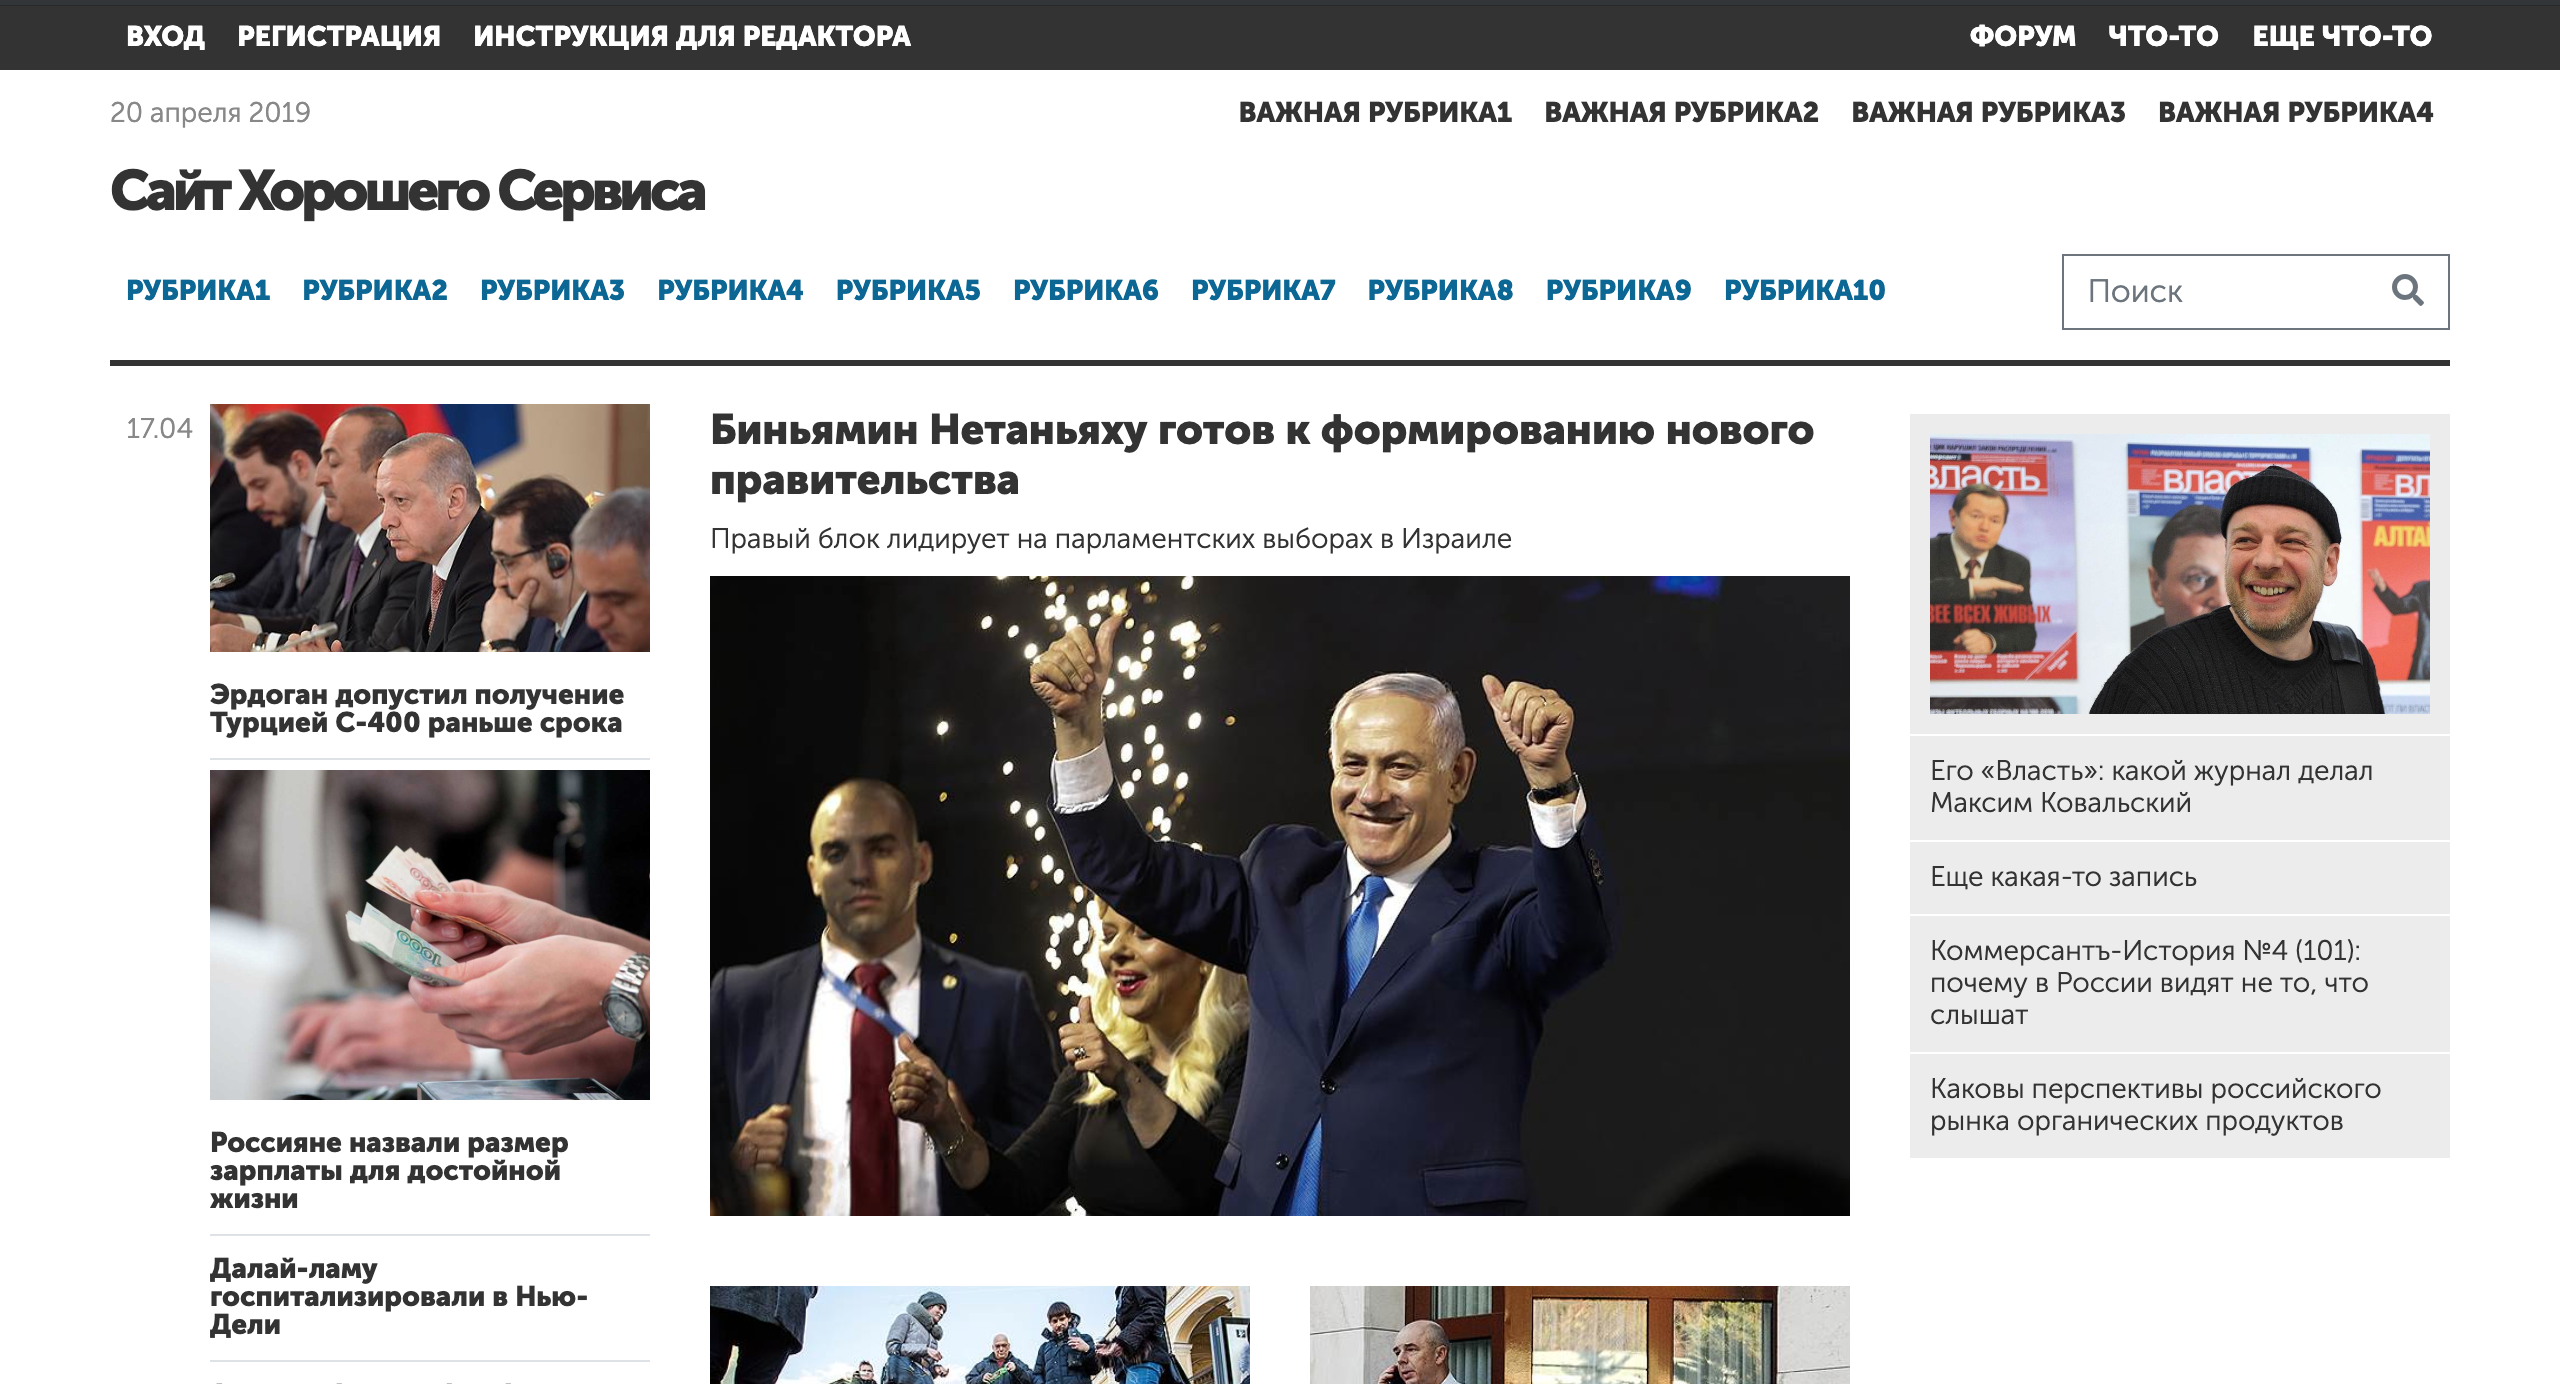 ВХОД РЕГИСТРАЦИЯ ИНСТРУКЦИЯ ДЛЯ РЕДАКТОРА ФОРУМ ЧТО-ТО ЕЩЕ ЧТО-ТО
20 апреля 2019 ВАЖНАЯ РУБРИКА1 ВАЖНАЯ РУБРИКА2 ВАЖНАЯ РУБРИКА3 ВАЖНАЯ РУБРИКА4
Сайт Хорошего Сервиса
РУБРИКА1 РУБРИКА2 РУБРИКА3 РУБРИКА4 РУБРИКА5 РУБРИКА6 РУБРИКА7 РУБРИКА8 РУБРИКА9 РУБРИКА10 Поиск
17.04
Эрдоган допустил получение
Турцией С-400 раньше срока
1000
Россияне назвали размер
зарплаты для достойной
жизни
Далай-ламу
госпитализировали в Нью-
Дели
Биньямин Нетаньяху готов к формированию нового
правительства
Правый блок лидирует на парламентских выборах в Израиле
власть
ВСЕХ ЖИВЫХ
Его «Власть»: какой журнал делал
Максим Ковальский
Еще какая-то запись
Коммерсантъ-История №4 (101):
почему в России видят не то, что
слышат
Каковы перспективы российского
рынка органических продуктов